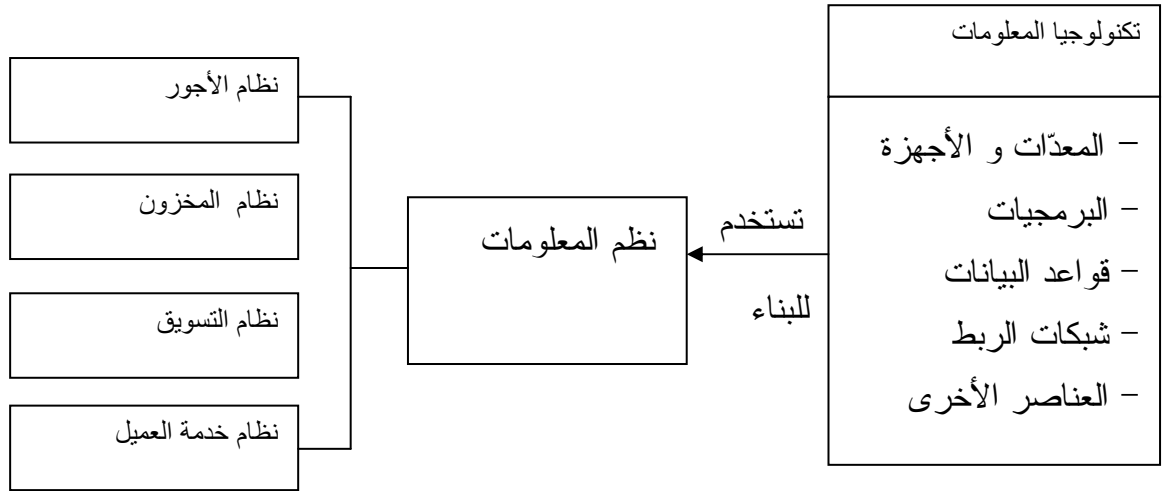 تكنولوجيا المعلومات
– المعدّات و الأجهزة
– البرمجيات
– قواعد البيانات
– شبكات الربط
– العناصر الأخرى
تستخدم
للبناء
نظم المعلومات
نظام الأجور
نظام المخزون
نظام التسويق
نظام خدمة العميل